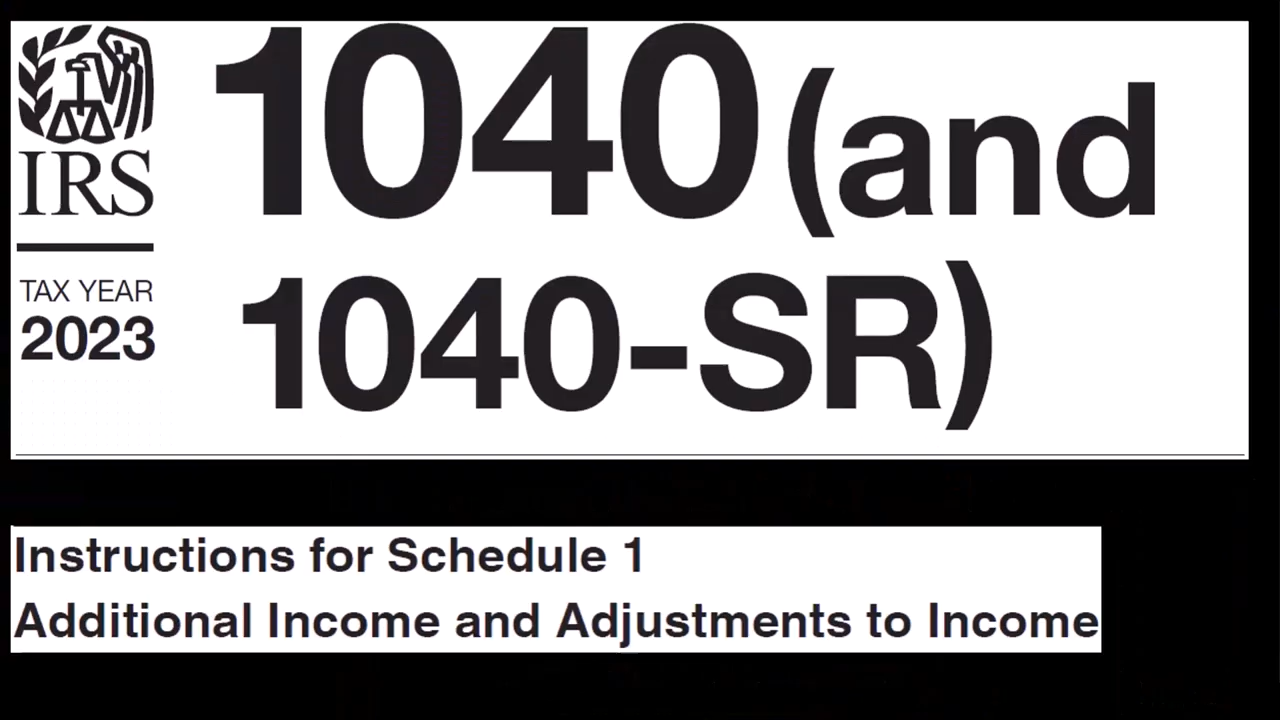 1040 (and
IRS
1040-SR)
TAX YEAR
2023
Instructions for Schedule 1
Additional Income and Adjustments to Income